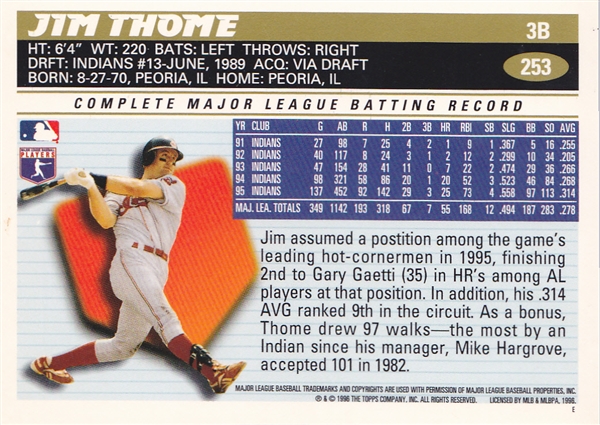 JIM THOME 3B
HT: 6'4" WT: 220 BATS: LEFT THROWS: RIGHT
DRFT: INDIANS #13-JUNE, 1989 ACQ: VIA DRAFT
253
BORN: 8-27-70, PEORIA, IL HOME: PEORIA, IL
COMPLETE MAJOR LEAGUE BATTING RECORD
YR CLUB G AB R H 2B 3B HR RBI SB SLG BB SO AVG
91 INDIANS 27 98 7 25 4 2 1 9 1 .367 5 16 .255
92 INDIANS 40 117 8 24 3 1 2 12 2 .299 10 34 .205
93 INDIANS 47 154 28 41 11 0 7 22 2 .474 29 36 .266
94 INDIANS 98 321 58 86 20 1 20 52 3 .523 46 84 .268
95 INDIANS 137 452 92 142 29 3 25 73 4 .558 97 113 .314
MAJ. LEA. TOTALS 349 1142 193 318 67 7 55 168 12 .494 187 283 .278
MAJOR LEAGUE BASEBALL
PLAYERS
Jim assumed a position among the game's
leading hot-cornermen in 1995, finishing
2nd to Gary Gaetti (35) in HR's among AL
players at that position. In addition, his .314
AVG ranked 9th in the circuit. As a bonus,
Thome drew 97 walks—the most by an
Indian since his manager, Mike Hargrove,
accepted 101 in 1982.
MAJOR LEAGUE BASEBALL TRADEMARKS AND COPYRIGHTS ARE USED WITH PERMISSION OF MAJOR LEAGUE BASEBALL PROPERTIES, INC.
® & © 1996 THE TOPPS COMPANY, INC. ALL RIGHTS RESERVED. LICENSED BY MLB & MLBPA, 1996.
E